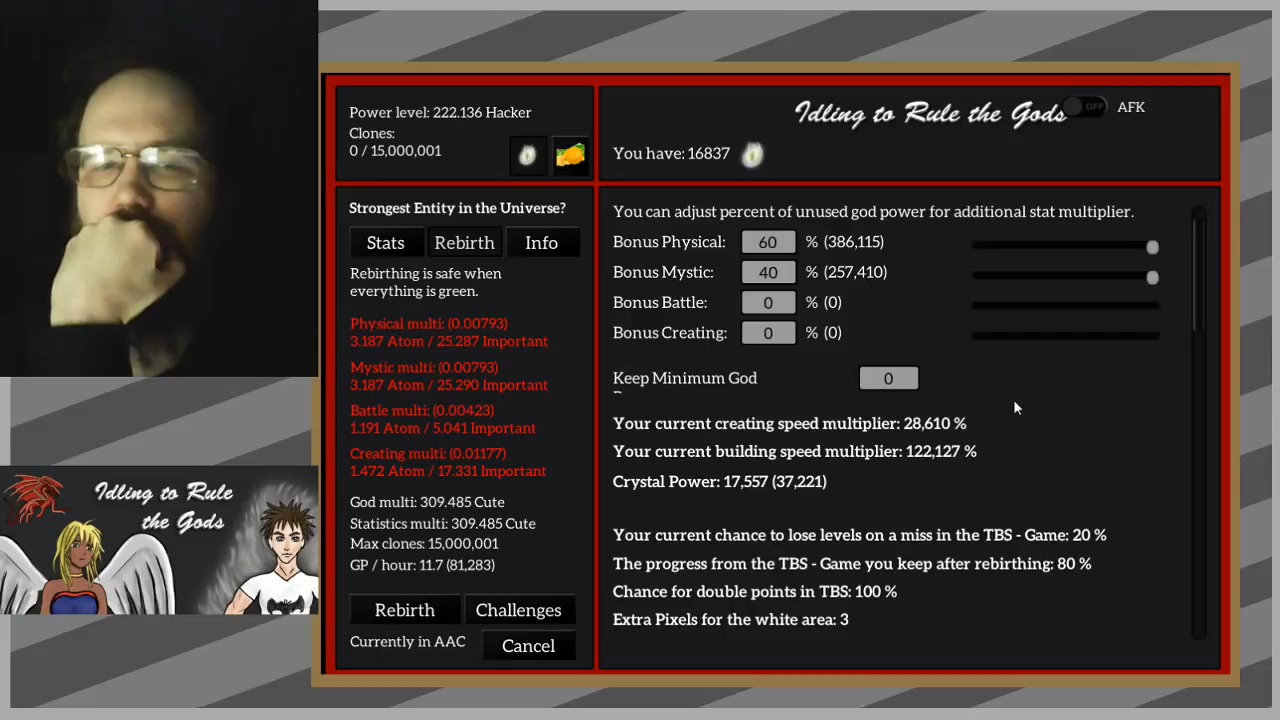 Power level: 222.136 Hacker
Clones:
0 / 15,000,001
Idling to Rule the Gods
OFF
AFK
You have: 16837
Strongest Entity in the Universe?
Stats
Rebirth
Info
Rebirthing is safe when
everything is green.
Physical multi: (0.00793)
3.187 Atom / 25.287 Important
Mystic multi: (0.00793)
3.187 Atom / 25.290 Important
Battle multi: (0.00423)
1.191 Atom / 5.041 Important
Creating multi: (0.01177)
1.472 Atom / 17.331 Important
God multi: 309.485 Cute
Statistics multi: 309.485 Cute
Max clones: 15,000,001
GP / hour: 11.7 (81,283)
Rebirth
Challenges
Currently in AAC
Cancel
You can adjust percent of unused god power for additional stat multiplier.
Bonus Physical: 60 % (386,115)
Bonus Mystic: 40 % (257,410)
Bonus Battle: 0 % (0)
Bonus Creating: 0 % (0)
Keep Minimum God
0
Your current creating speed multiplier: 28,610 %
Your current building speed multiplier: 122,127 %
Crystal Power: 17,557 (37,221)
Your current chance to lose levels on a miss in the TBS - Game: 20 %
The progress from the TBS - Game you keep after rebirthing: 80 %
Chance for double points in TBS: 100 %
Extra Pixels for the white area: 3
Idling to Rule
the Gods